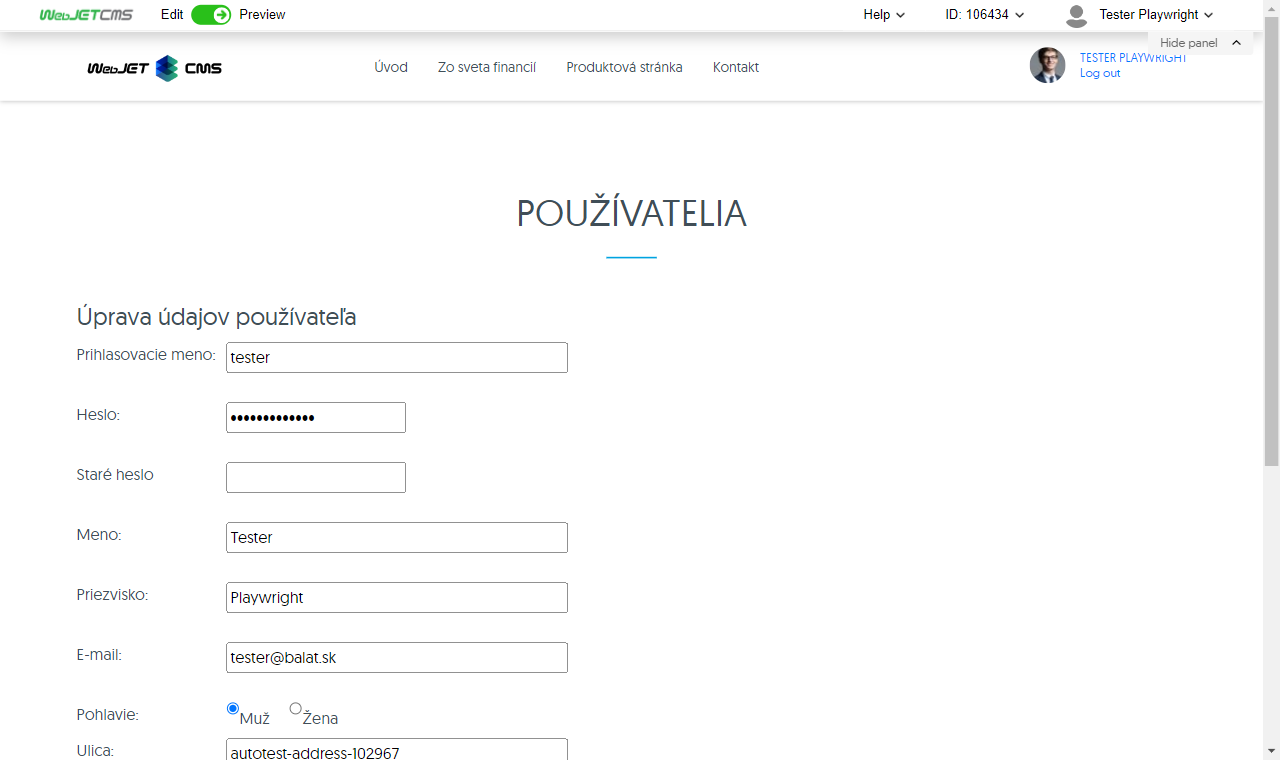 WebJET CMS Edit Preview Help ID: 106434 Tester Playwright
Hide panel
WebJET CMS Úvod Zo sveta financií Produktová stránka Kontakt TESTER PLAYWRIGHT
Log out
POUŽÍVATELIA
Úprava údajov používateľa
Prihlasovacie meno: tester
Heslo: •••••••••••••
Staré heslo
Meno: Tester
Priezvisko: Playwright
E-mail: tester@balat.sk
Pohlavie: Muž Žena
Ulica: autotest-address-102967